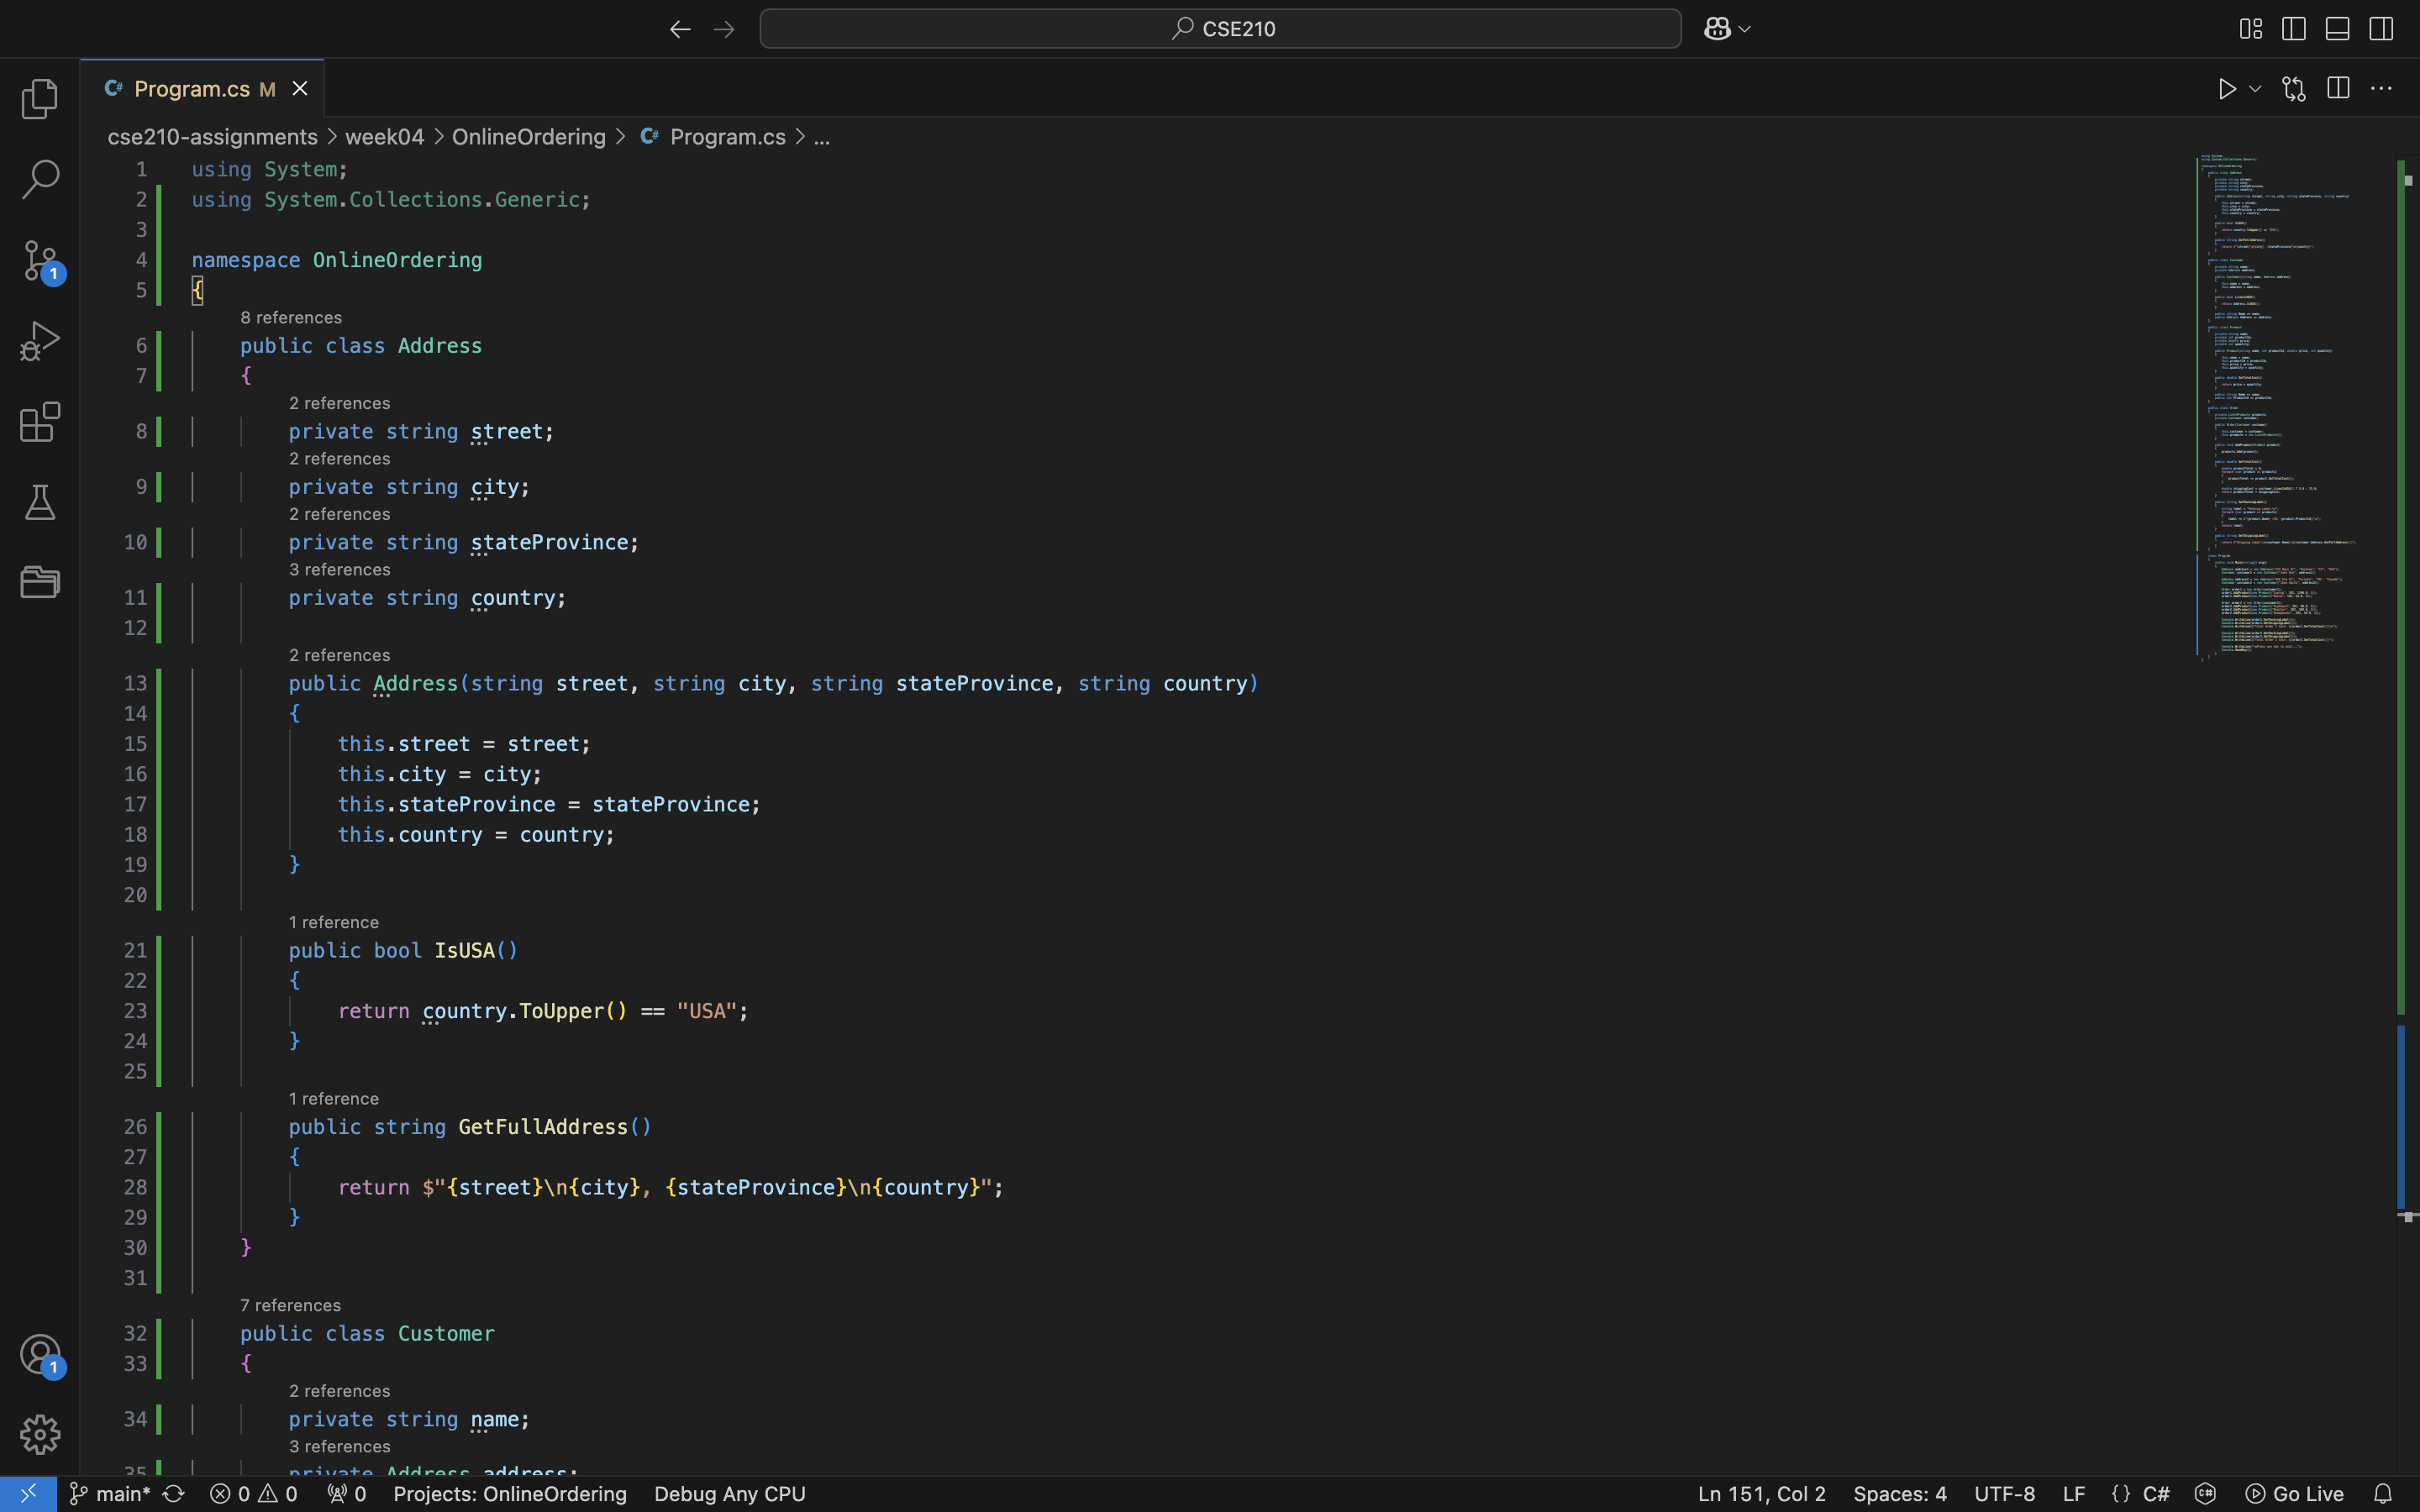 CSE210
Program.cs M
cse210-assignments > week04 > OnlineOrdering > C# Program.cs > ...
1 using System;
2 using System.Collections.Generic;
3
4 namespace OnlineOrdering
5 {
8 references
6 public class Address
7 {
2 references
8 private string street;
2 references
9 private string city;
2 references
10 private string stateProvince;
3 references
11 private string country;
12
2 references
13 public Address(string street, string city, string stateProvince, string country)
14 {
15 this.street = street;
16 this.city = city;
17 this.stateProvince = stateProvince;
18 this.country = country;
19 }
20
1 reference
21 public bool IsUSA()
22 {
23 return country.ToUpper() == "USA";
24 }
25
1 reference
26 public string GetFullAddress()
27 {
28 return $"{street}\n{city}, {stateProvince}\n{country}";
29 }
30 }
31
7 references
32 public class Customer
33 {
2 references
34 private string name;
3 references
35 private Address address;
1
1
main* 0 0 0 Projects: OnlineOrdering Debug Any CPU Ln 151, Col 2 Spaces: 4 UTF-8 LF {} C# Go Live